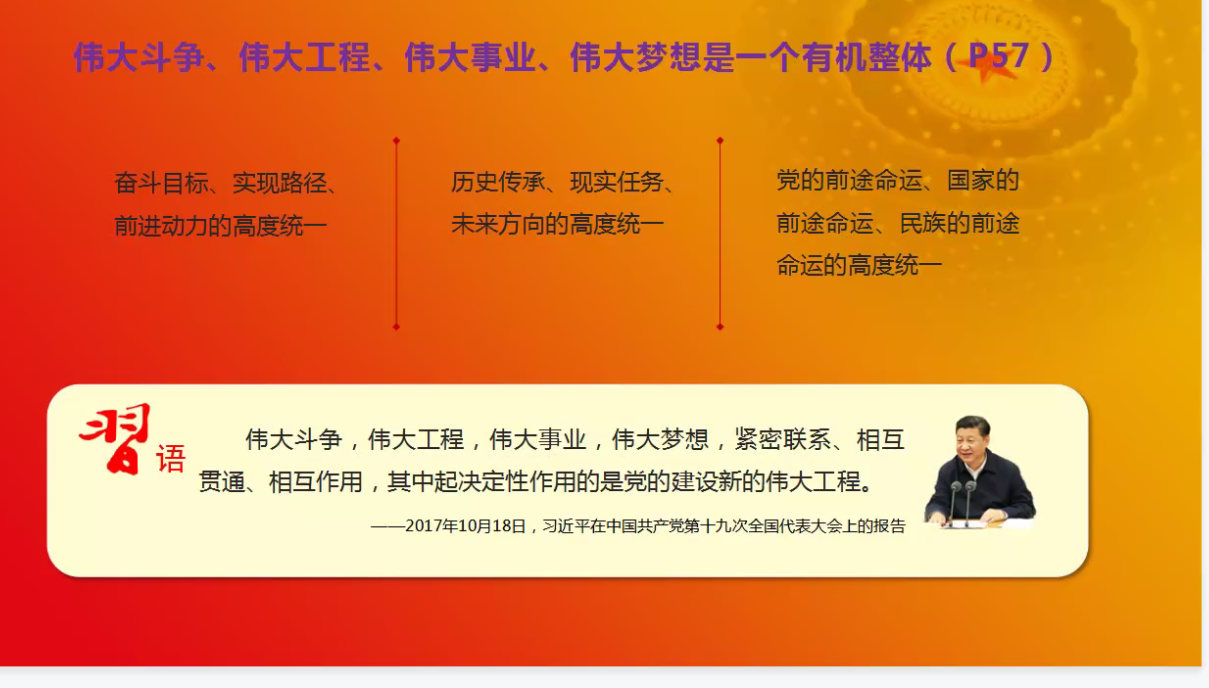 伟大斗争、伟大工程、伟大事业、伟大梦想是一个有机整体（P57）
奋斗目标、实现路径、
前进动力的高度统一
历史传承、现实任务、
未来方向的高度统一
党的前途命运、国家的
前途命运、民族的前途
命运的高度统一
習语
伟大斗争，伟大工程，伟大事业，伟大梦想，紧密联系、相互
贯通、相互作用，其中起决定性作用的是党的建设新的伟大工程。
——2017年10月18日，习近平在中国共产党第十九次全国代表大会上的报告